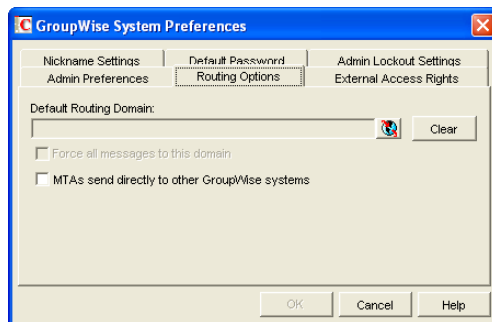 GroupWise System Preferences
Nickname Settings Default Password Admin Lockout Settings
Admin Preferences Routing Options External Access Rights
Default Routing Domain:
Clear
Force all messages to this domain
MTAs send directly to other GroupWise systems
OK Cancel Help